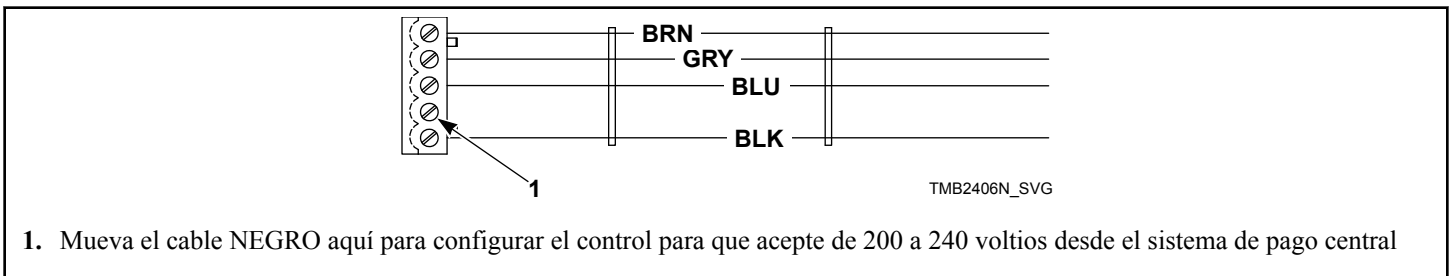 BRN
GRY
BLU
BLK
1
TMB2406N_SVG
1. Mueva el cable NEGRO aquí para configurar el control para que acepte de 200 a 240 voltios desde el sistema de pago central